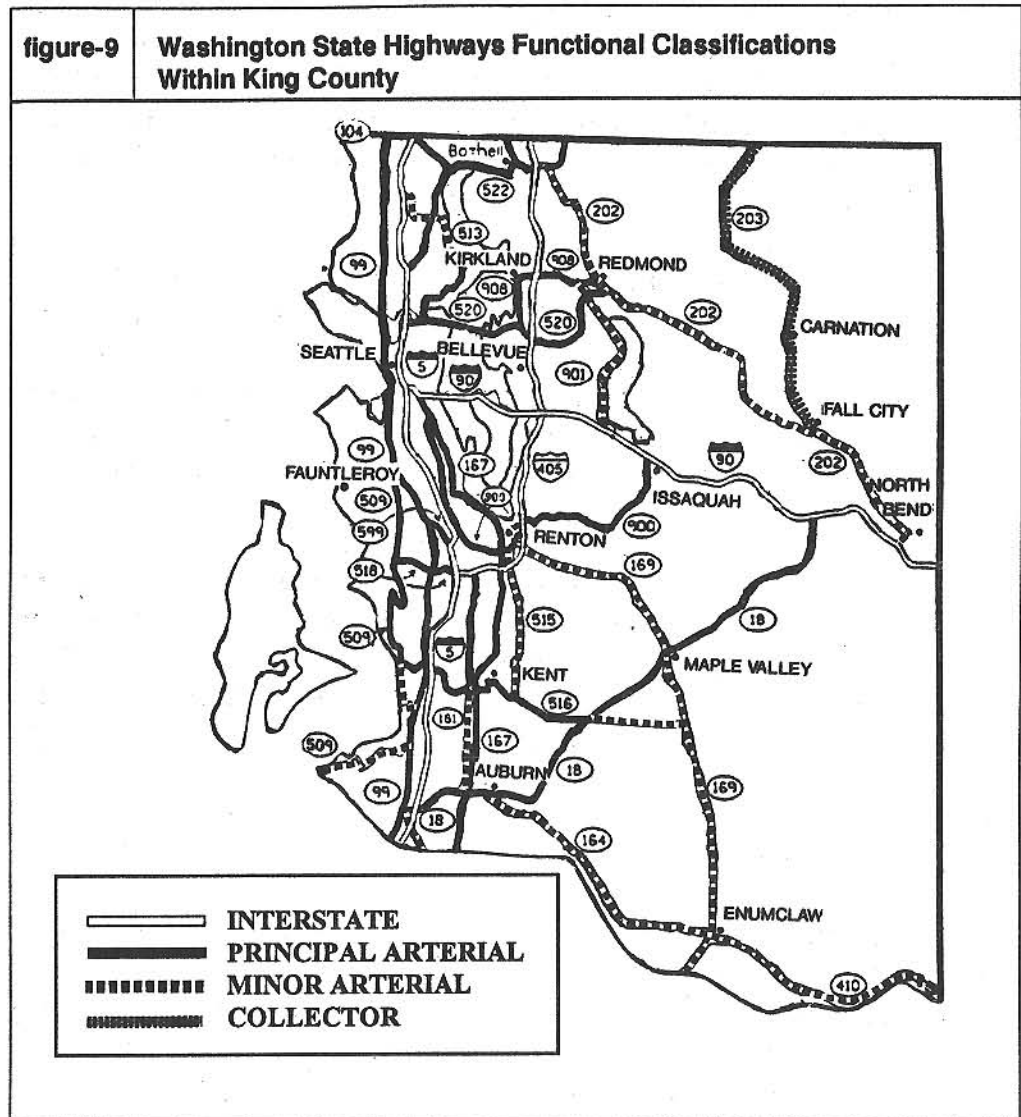 figure-9
Washington State Highways Functional Classifications
Within King County
104
Bothell
522
202
203
513
99
KIRKLAND
908
REDMOND
908
520
520
202
CARNATION
SEATTLE
5
BELLEVUE
90
901
FALL CITY
99
167
405
90
202
FAUNTLEROY
ISSAQUAH
NORTH
BEND
509
900
900
599
RENTON
518
169
515
18
509
5
MAPLE VALLEY
KENT
516
181
509
167
AUBURN
18
169
99
18
164
ENUMCLAW
410
INTERSTATE
PRINCIPAL ARTERIAL
MINOR ARTERIAL
COLLECTOR